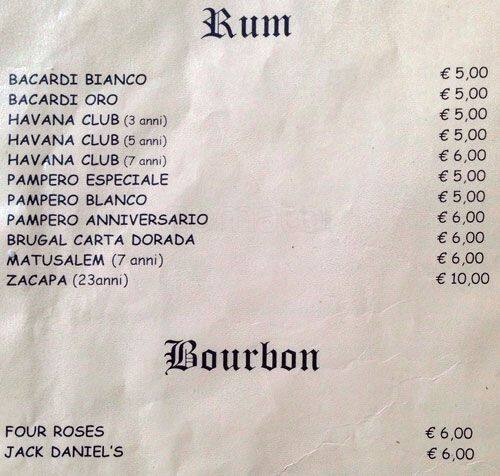 Rum
BACARDI BIANCO € 5,00
BACARDI ORO € 5,00
HAVANA CLUB (3 anni) € 5,00
HAVANA CLUB (5 anni) € 5,00
HAVANA CLUB (7 anni) € 6,00
PAMPERO ESPECIALE € 5,00
PAMPERO BLANCO € 5,00
PAMPERO ANNIVERSARIO € 6,00
BRUGAL CARTA DORADA € 6,00
MATUSALEM (7 anni) € 6,00
ZACAPA (23anni) € 10,00
Bourbon
FOUR ROSES € 6,00
JACK DANIEL'S € 6,00